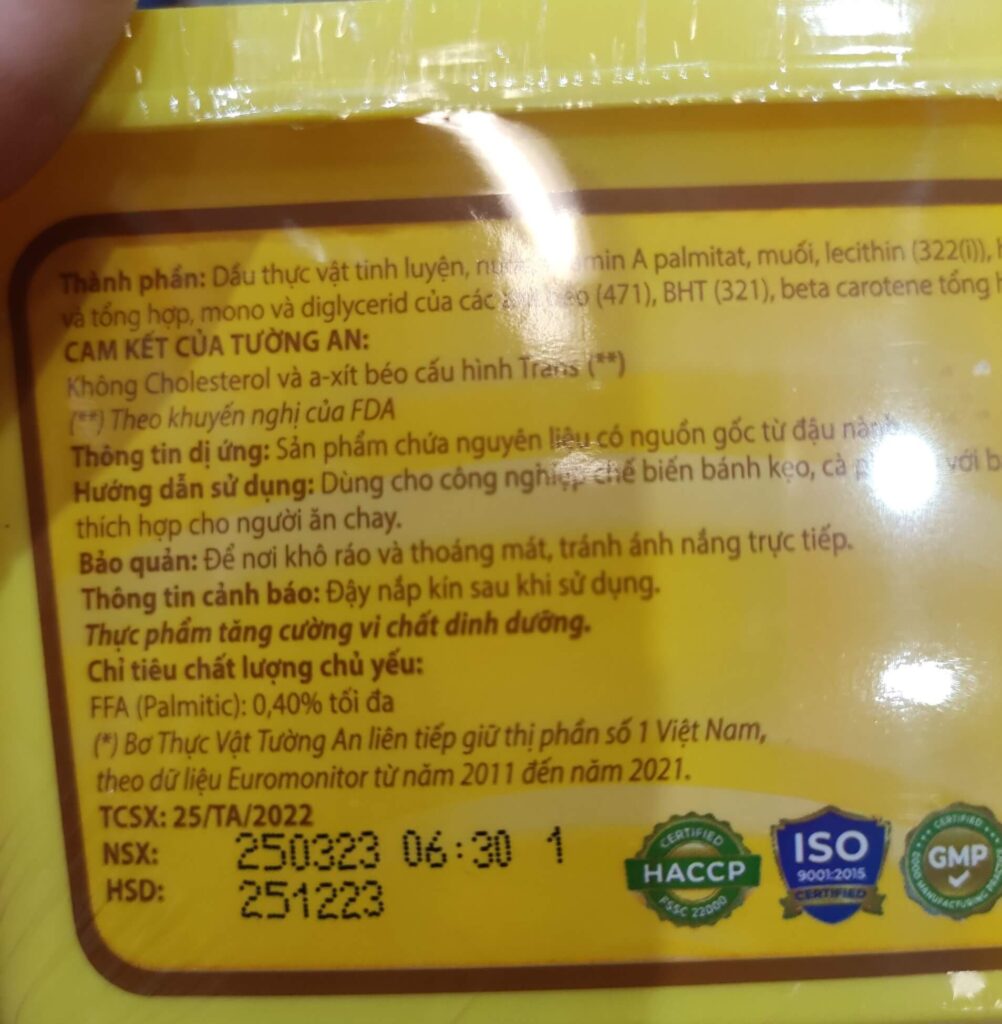 Thành phần: Dầu thực vật tinh luyện, A palmitat, muối, lecithin (322(i)),
và tổng hợp, mono và diglycerid của các (471), BHT (321), beta carotene tổng
CAM KẾT CỦA TƯỜNG AN:
Không Cholesterol và a-xít béo cấu hình Trans (**)
(**) Theo khuyến nghị của FDA
Thông tin dị ứng: Sản phẩm chứa nguyên liệu có nguồn gốc từ đậu nành
Hướng dẫn sử dụng: Dùng cho công nghiệp chế biến bánh kẹo, cà với
thích hợp cho người ăn chay.
Bảo quản: Để nơi khô ráo và thoáng mát, tránh ánh nắng trực tiếp.
Thông tin cảnh báo: Đậy nắp kín sau khi sử dụng.
Thực phẩm tăng cường vi chất dinh dưỡng.
Chỉ tiêu chất lượng chủ yếu:
FFA (Palmitic): 0,40% tối đa
(*) Bơ Thực Vật Tường An liên tiếp giữ thị phần số 1 Việt Nam,
theo dữ liệu Euromonitor từ năm 2011 đến năm 2021.
TCSX: 25/TA/2022
NSX: 250323 06:30 1
HSD: 251223
CERTIFIED
HACCP
FSSC 22000
ISO
9001:2015
CERTIFIED
CERTIFIED
GMP
GOOD MANUFACTURING